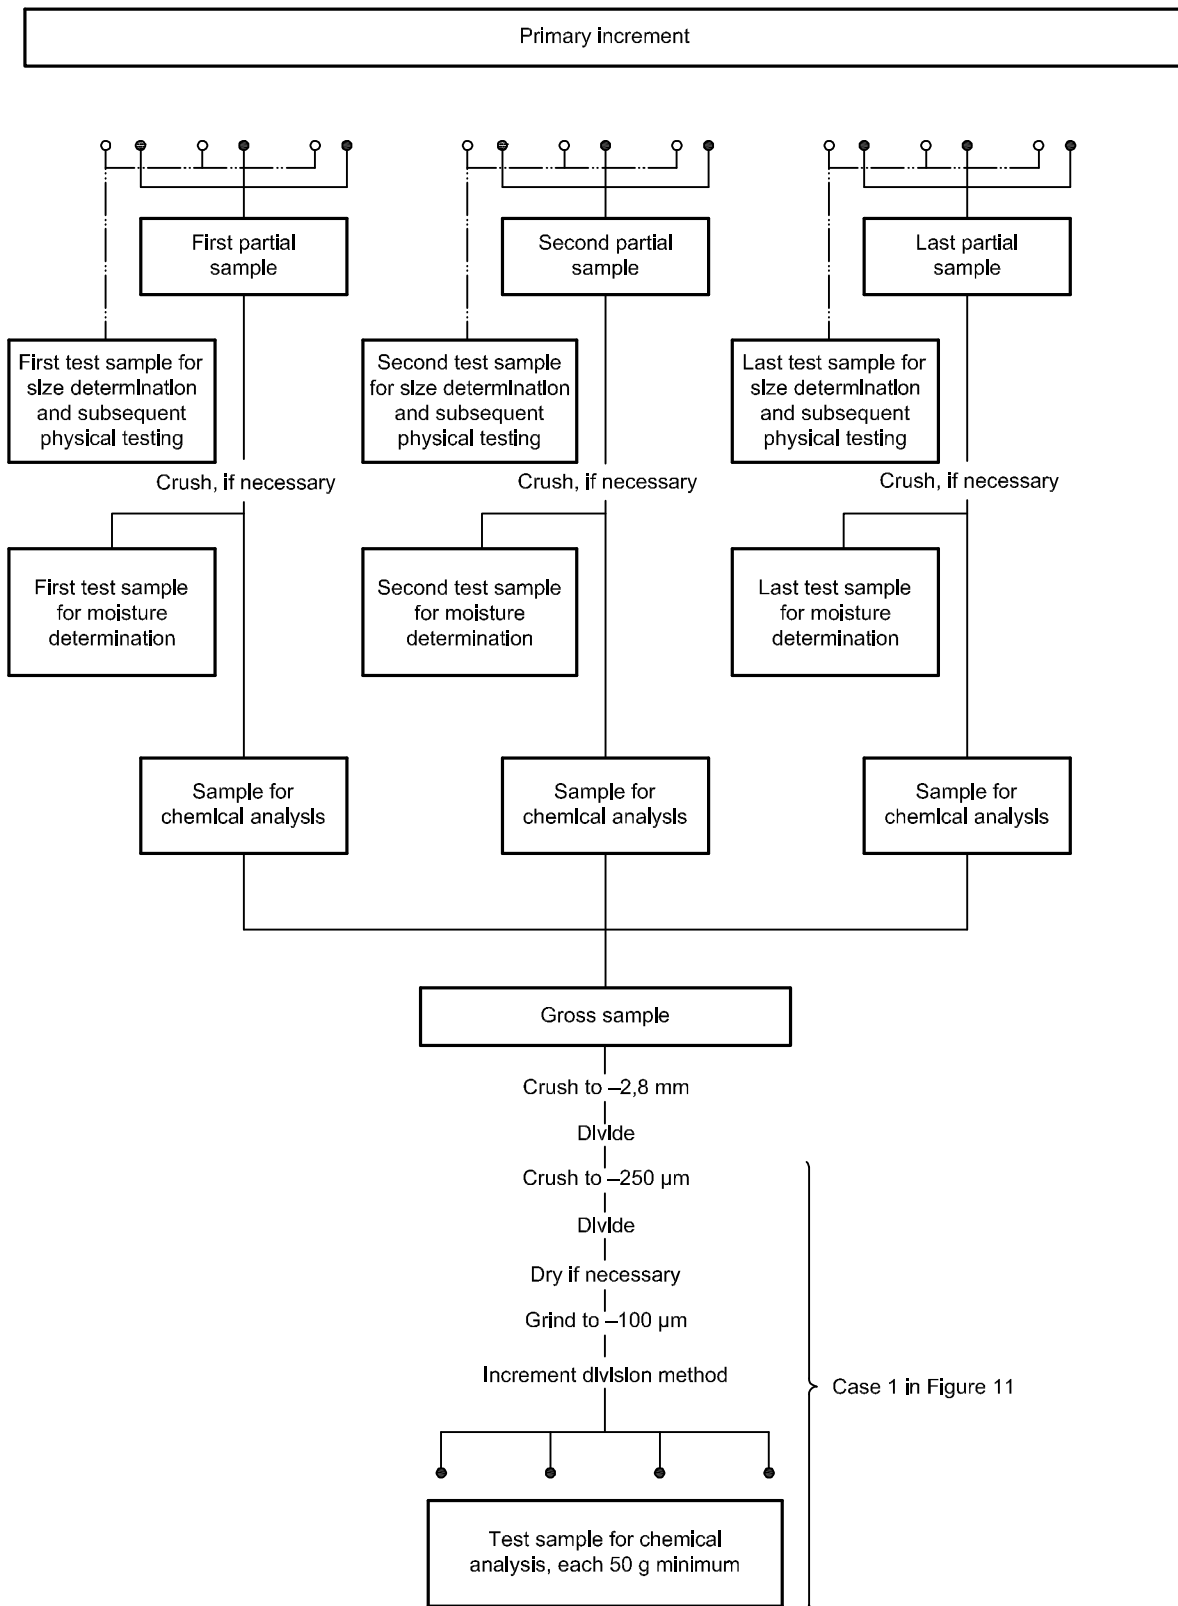 Primary increment
First partial
sample
Second partial
sample
Last partial
sample
First test sample for
size determination
and subsequent
physical testing
Second test sample
for size determination
and subsequent
physical testing
Last test sample for
size determination
and subsequent
physical testing
Crush, if necessary
Crush, if necessary
Crush, if necessary
First test sample
for moisture
determination
Second test sample
for moisture
determination
Last test sample
for moisture
determination
Sample for
chemical analysis
Sample for
chemical analysis
Sample for
chemical analysis
Gross sample
Crush to –2,8 mm
Divide
Crush to –250 µm
Divide
Dry if necessary
Grind to –100 µm
Increment division method
Case 1 in Figure 11
Test sample for chemical
analysis, each 50 g minimum